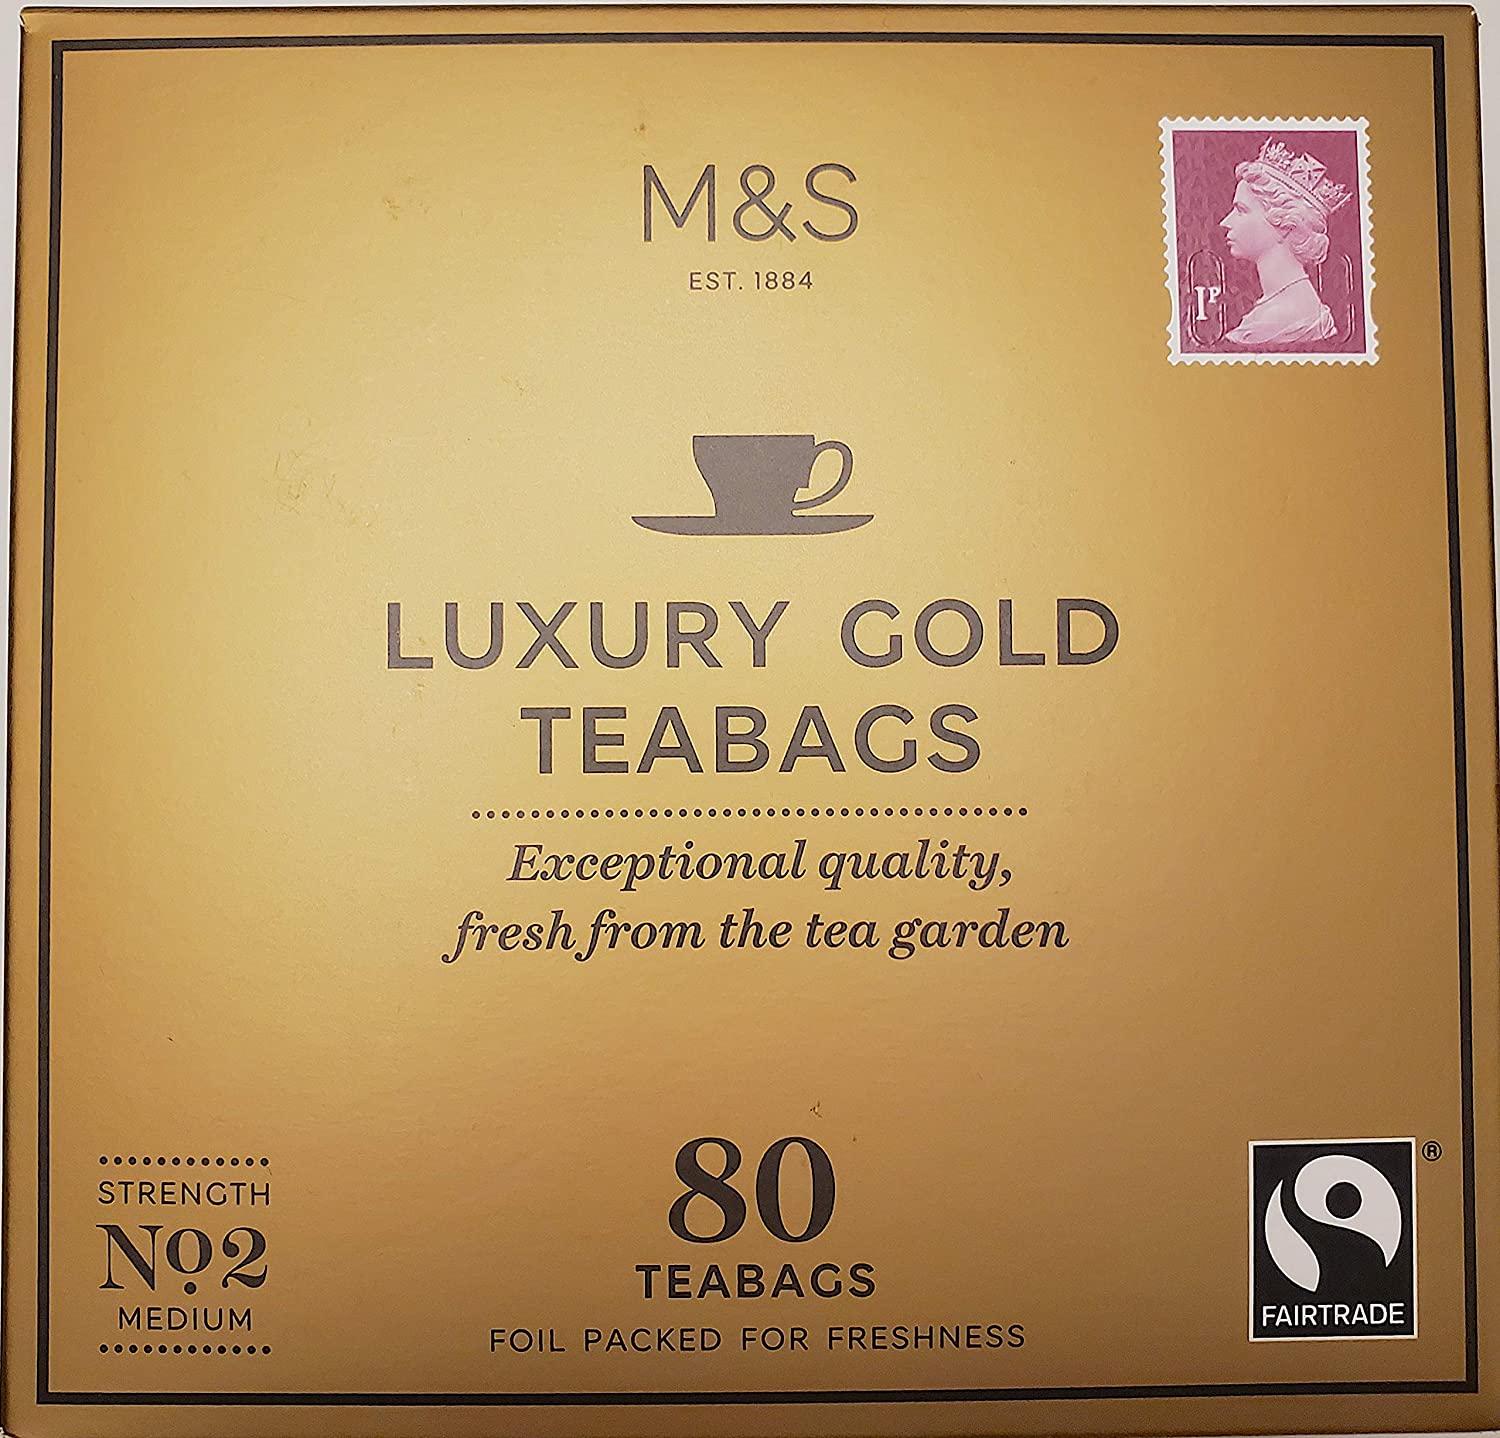 M&S
EST. 1884
1P
LUXURY GOLD
TEABAGS
Exceptional quality,
fresh from the tea garden
STRENGTH
No2
MEDIUM
80
TEABAGS
FOIL PACKED FOR FRESHNESS
®
FAIRTRADE